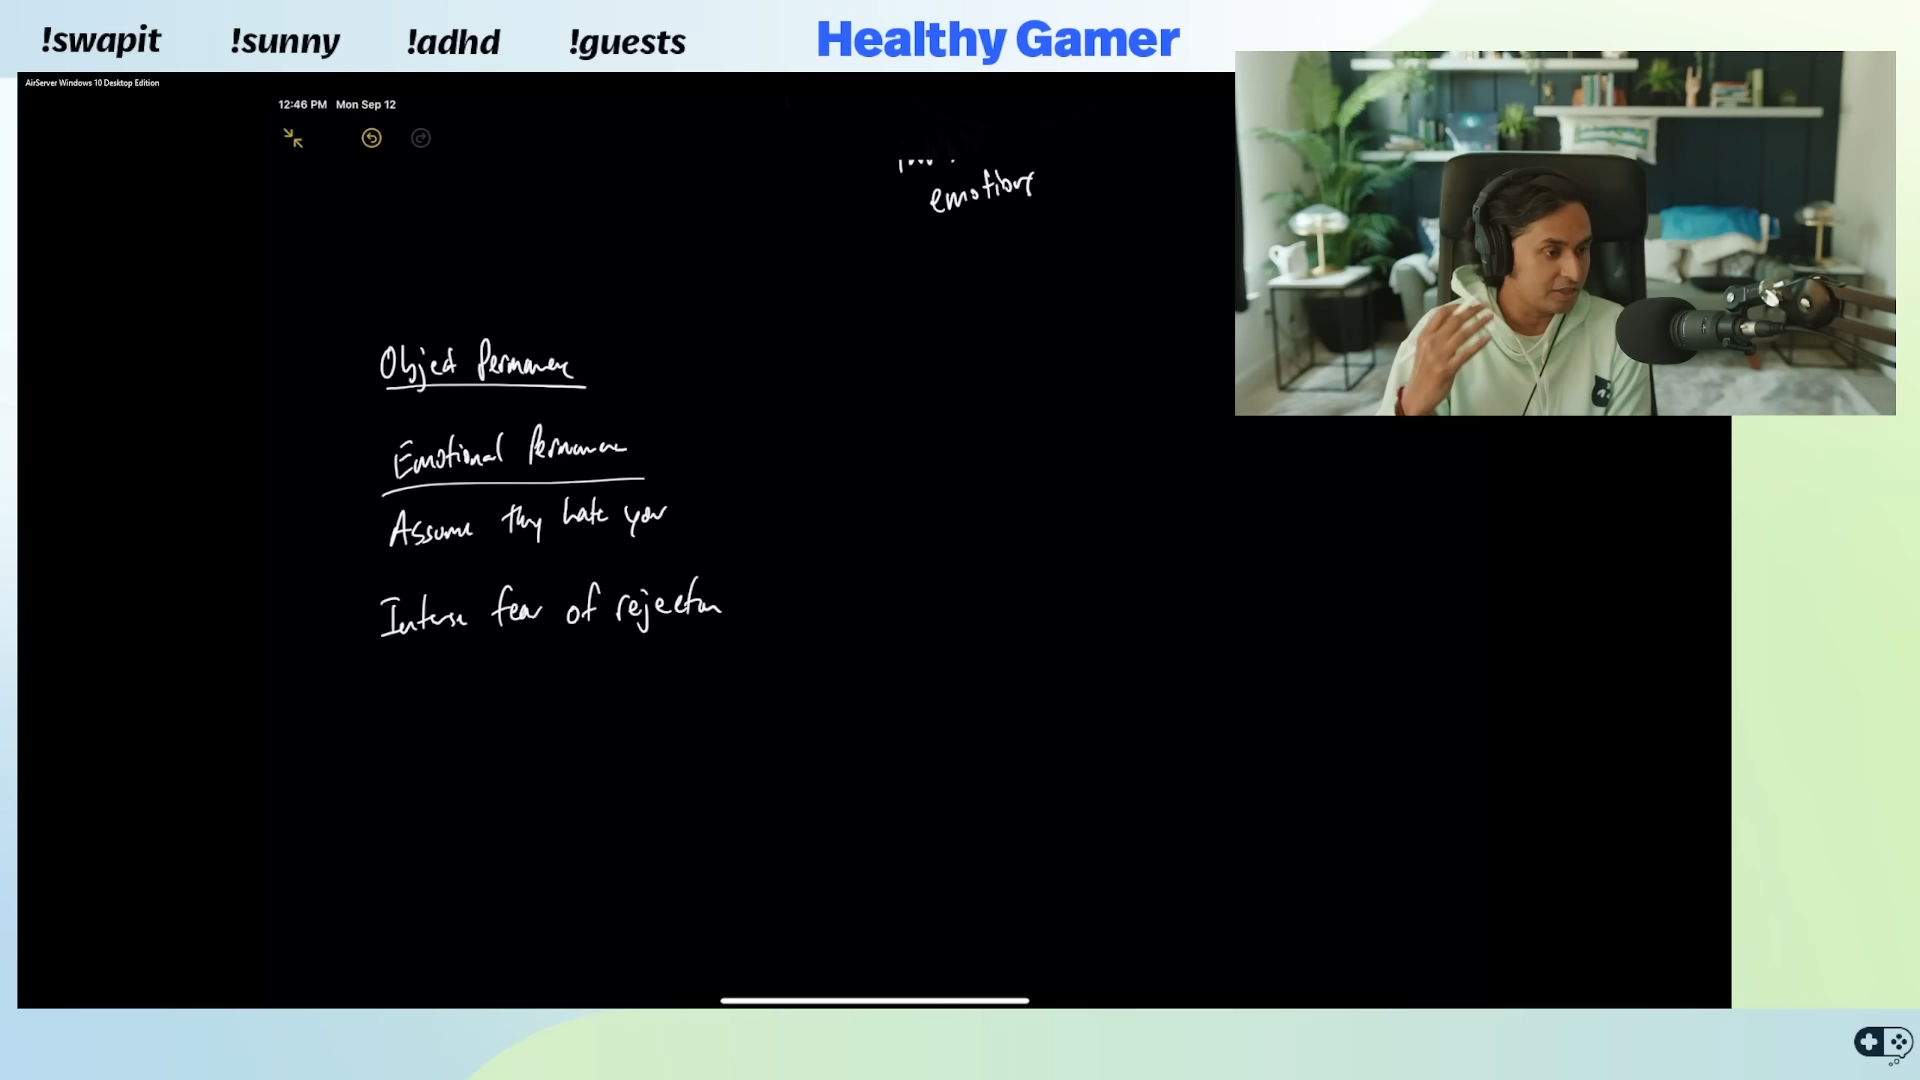 !swapit !sunny !adhd !guests Healthy Gamer
AirServer Windows 10 Desktop Edition
12:46 PM Mon Sep 12
emotions
Object Permanence
Emotional Permanence
Assume they hate you
Intense fear of rejection